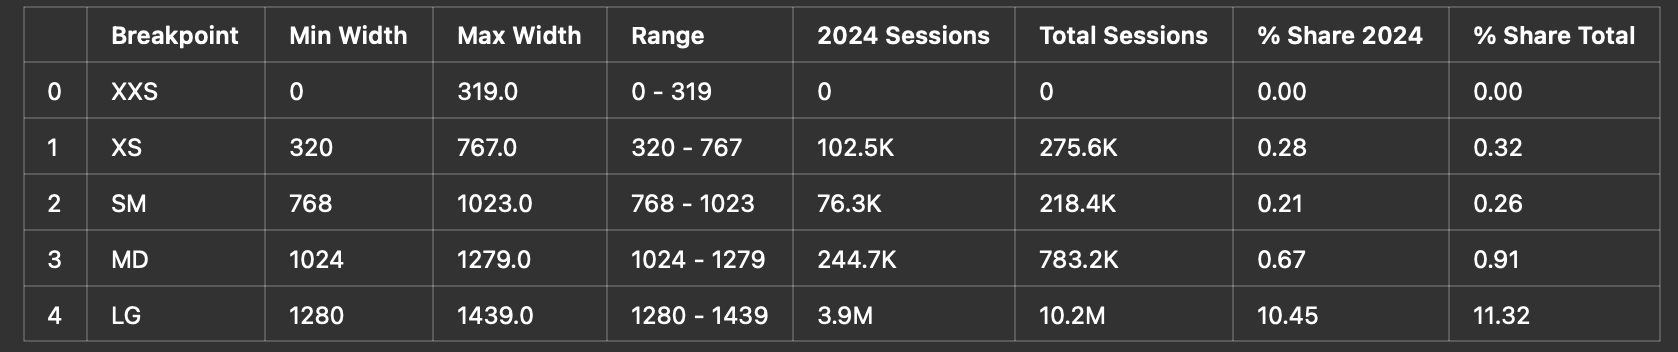 Breakpoint Min Width Max Width Range 2024 Sessions Total Sessions % Share 2024 % Share Total
0 XXS 0 319.0 0 - 319 0 0 0.00 0.00
1 XS 320 767.0 320 - 767 102.5K 275.6K 0.28 0.32
2 SM 768 1023.0 768 - 1023 76.3K 218.4K 0.21 0.26
3 MD 1024 1279.0 1024 - 1279 244.7K 783.2K 0.67 0.91
4 LG 1280 1439.0 1280 - 1439 3.9M 10.2M 10.45 11.32